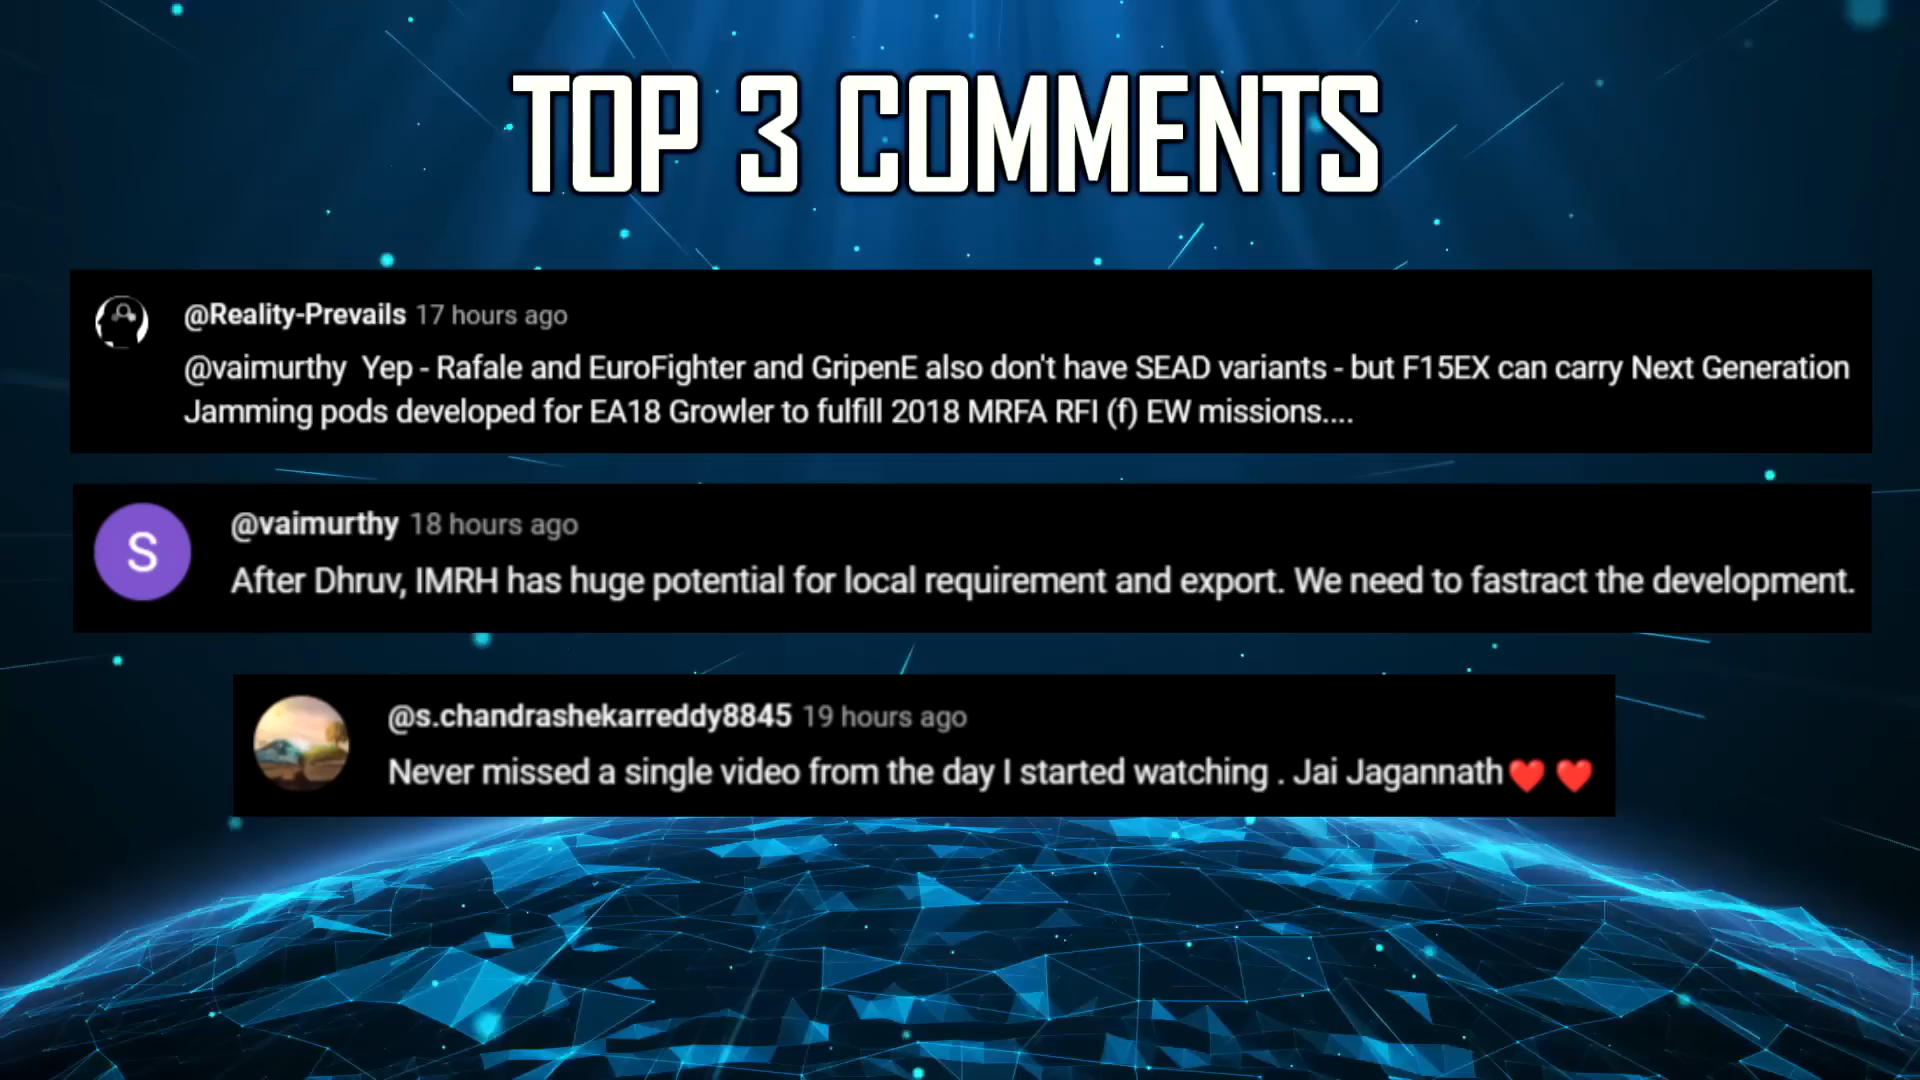 TOP 3 COMMENTS
@Reality-Prevails 17 hours ago
@vaimurthy Yep - Rafale and EuroFighter and GripenE also don't have SEAD variants - but F15EX can carry Next Generation
Jamming pods developed for EA18 Growler to fulfill 2018 MRFA RFI (f) EW missions....
S
@vaimurthy 18 hours ago
After Dhruv, IMRH has huge potential for local requirement and export. We need to fastract the development.
@s.chandrashekarreddy8845 19 hours ago
Never missed a single video from the day I started watching . Jai Jagannath❤️ ❤️